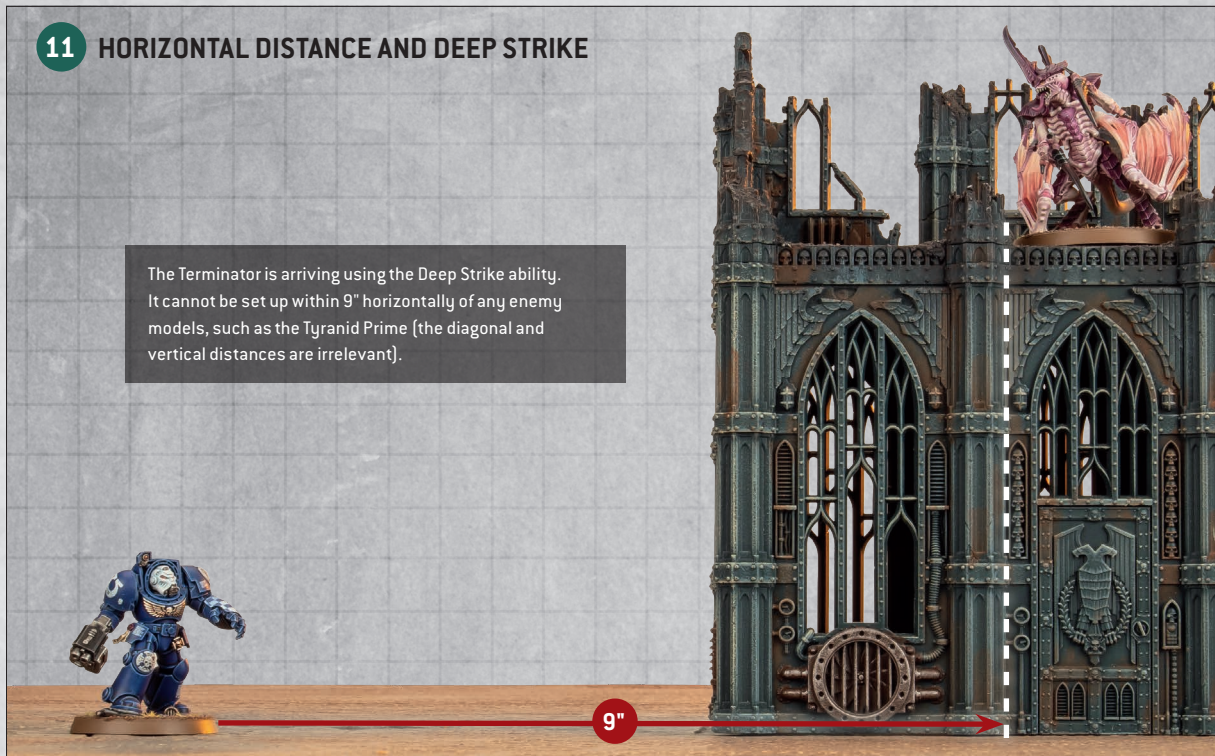 11 HORIZONTAL DISTANCE AND DEEP STRIKE
The Terminator is arriving using the Deep Strike ability.
It cannot be set up within 9" horizontally of any enemy
models, such as the Tyranid Prime (the diagonal and
vertical distances are irrelevant).
9"